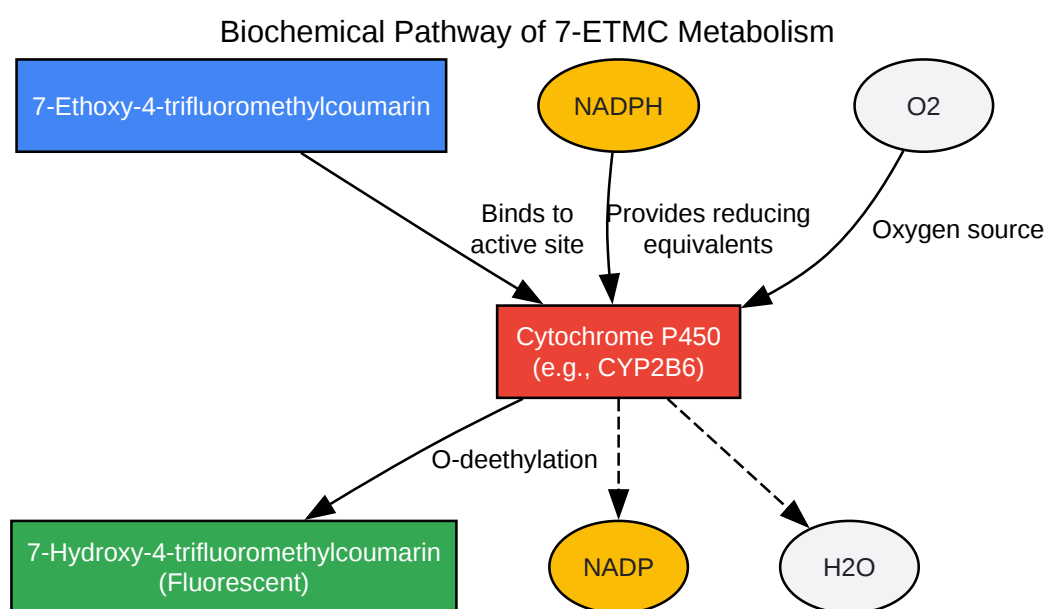 Biochemical Pathway of 7-ETMC Metabolism
7-Ethoxy-4-trifluoromethylcoumarin
NADPH
O2
Binds to
active site
Provides reducing
equivalents
Oxygen source
Cytochrome P450
(e.g., CYP2B6)
O-deethylation
7-Hydroxy-4-trifluoromethylcoumarin
(Fluorescent)
NADP
H2O